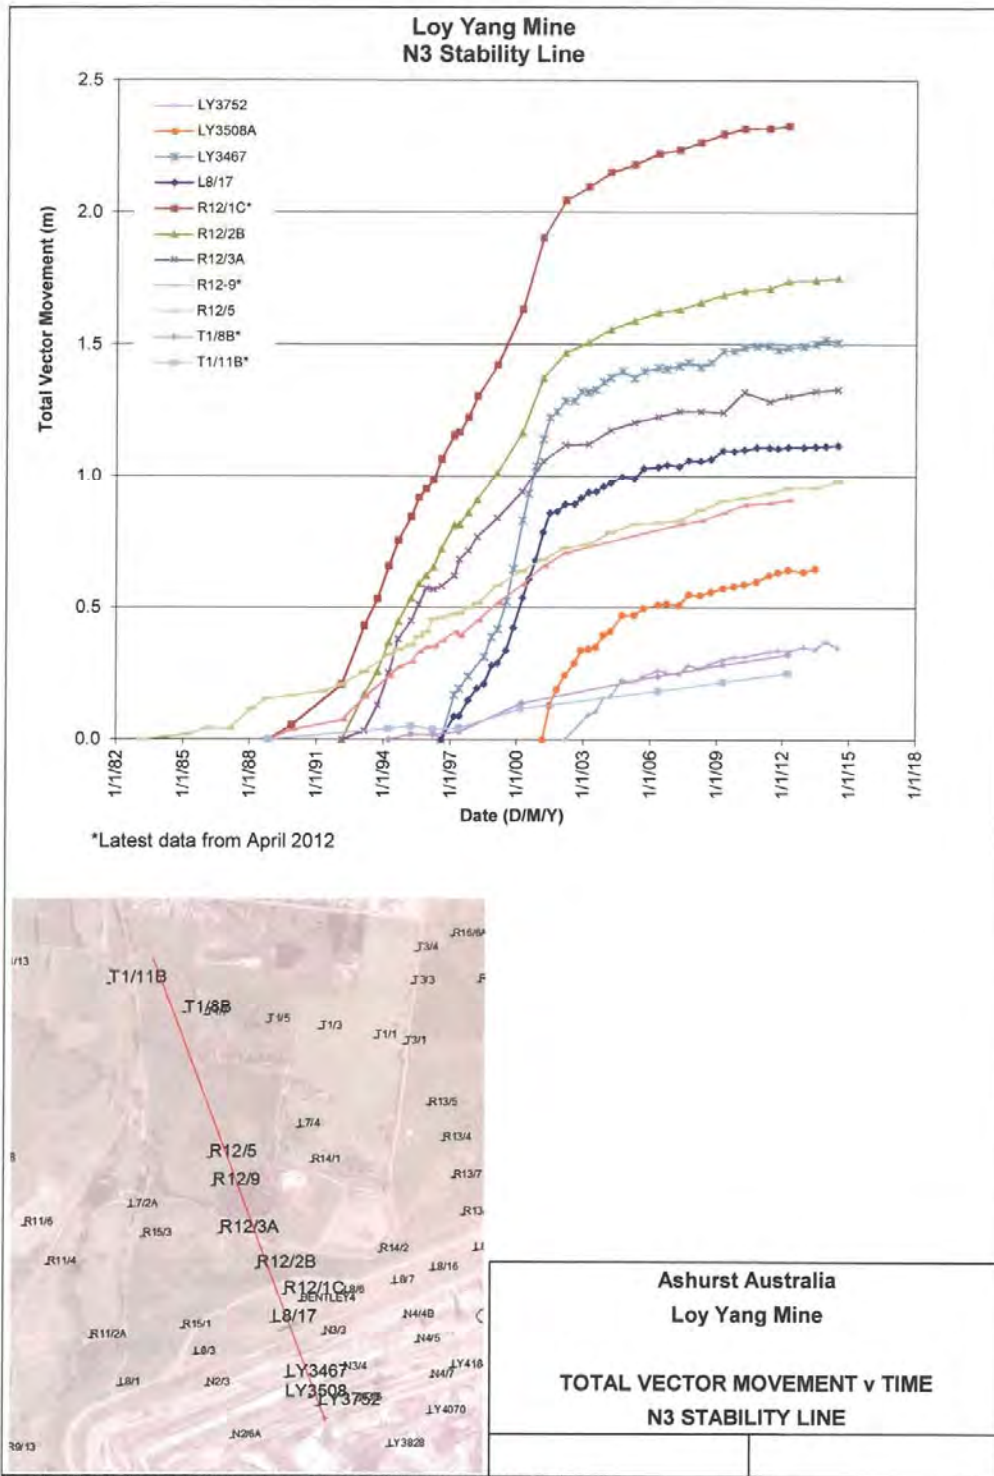 Loy Yang Mine
N3 Stability Line
Total Vector Movement (m)
2.5
2.0
1.5
1.0
0.5
0.0
LY3752
LY3508A
LY3467
L8/17
R12/1C*
R12/2B
R12/3A
R12-9*
R12/5
T1/8B*
T1/11B*
1/1/82
1/1/85
1/1/88
1/1/91
1/1/94
1/1/97
1/1/00
1/1/03
1/1/06
1/1/09
1/1/12
1/1/15
1/1/18
Date (D/M/Y)
*Latest data from April 2012
R16/6A
T3/4
T3/3
T1/11B
T1/8B
T1/5
T1/3
T1/1
T3/1
R13/5
L7/4
R13/4
R12/5
R14/1
R12/9
R13/7
L7/2A
R11/6
R12/3A
R15/3
R14/2
R11/4
R12/2B
L8/16
L8/7
R12/1C
L8/6
BENTLEY4
L8/17
N4/4B
R15/1
N3/3
R11/2A
N4/5
L8/3
N3/4
LY3467
N4/7
L8/1
N2/3
LY3508
LY3752
LY4070
N2/6A
LY3828
R9/13
Ashurst Australia
Loy Yang Mine
TOTAL VECTOR MOVEMENT v TIME
N3 STABILITY LINE